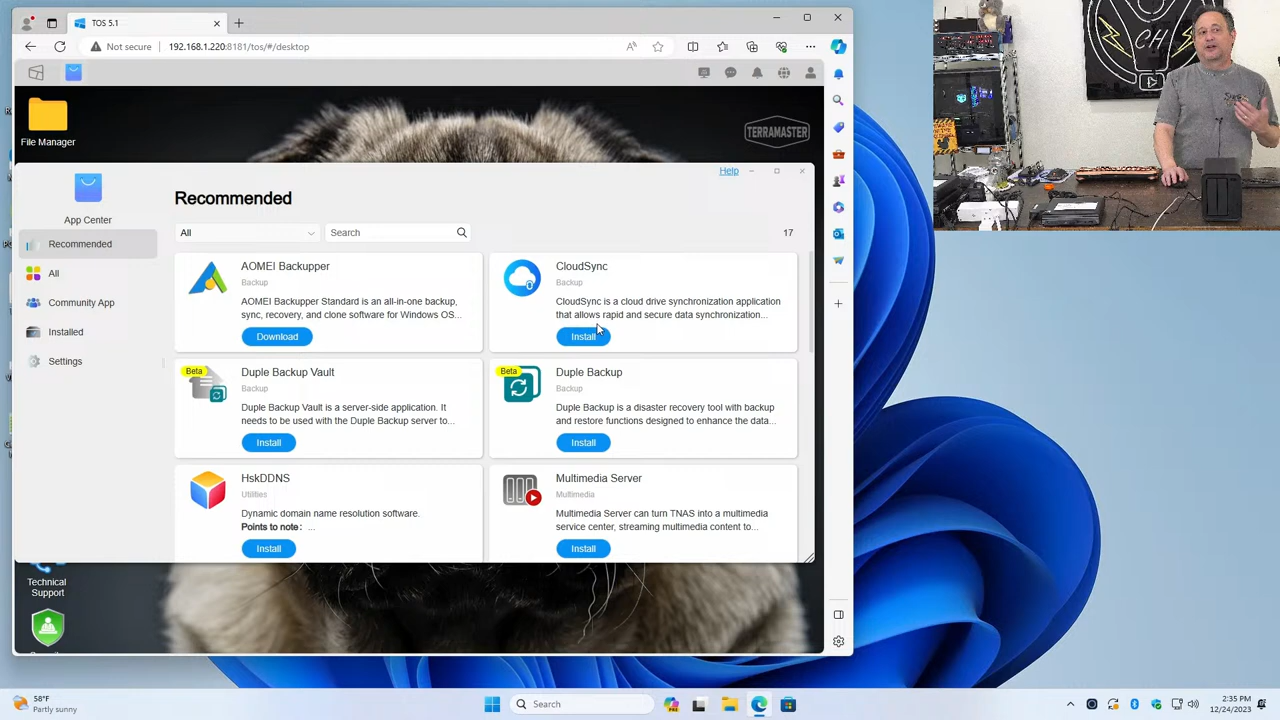 TOS 5.1
Not secure
192.168.1.220:8181/tos/#/desktop
File Manager
TERRAMASTER
Help
App Center
Recommended
All
Community App
Installed
Settings
Recommended
All
Search
17
AOMEI Backupper
Backup
AOMEI Backupper Standard is an all-in-one backup,
sync, recovery, and clone software for Windows OS...
Download
CloudSync
Backup
CloudSync is a cloud drive synchronization application
that allows rapid and secure data synchronization...
Install
Beta
Duple Backup Vault
Backup
Duple Backup Vault is a server-side application. It
needs to be used with the Duple Backup server to...
Install
Beta
Duple Backup
Backup
Duple Backup is a disaster recovery tool with backup
and restore functions designed to enhance the data...
Install
HskDDNS
Utilities
Dynamic domain name resolution software.
Points to note： ...
Install
Multimedia Server
Multimedia
Multimedia Server can turn TNAS into a multimedia
service center, streaming multimedia content to...
Install
Technical
Support
CH
58°F
Partly sunny
Search
2:35 PM
12/24/2023